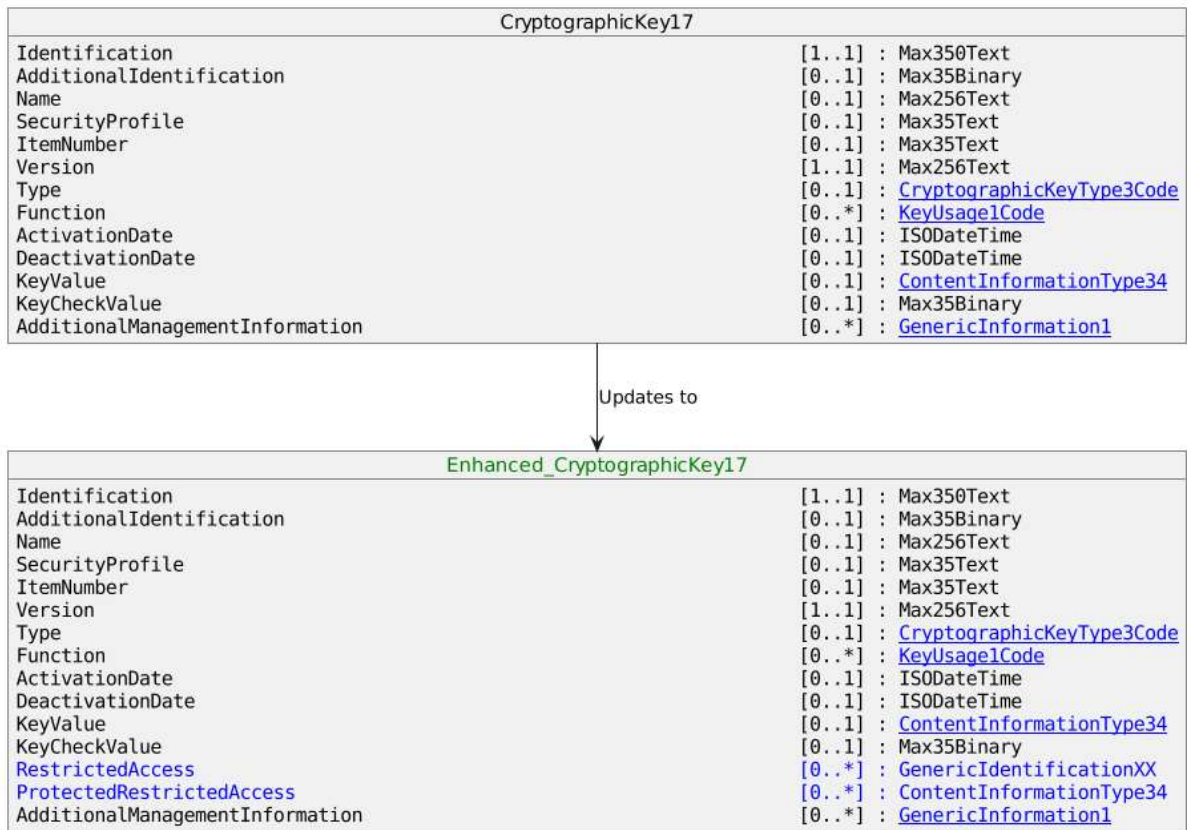 CryptographicKey17
Identification [1..1] : Max350Text
AdditionalIdentification [0..1] : Max35Binary
Name [0..1] : Max256Text
SecurityProfile [0..1] : Max35Text
ItemNumber [0..1] : Max35Text
Version [1..1] : Max256Text
Type [0..1] : CryptographicKeyType3Code
Function [0..*] : KeyUsage1Code
ActivationDate [0..1] : ISODateTime
DeactivationDate [0..1] : ISODateTime
KeyValue [0..1] : ContentInformationType34
KeyCheckValue [0..1] : Max35Binary
AdditionalManagementInformation [0..*] : GenericInformation1
Updates to
Enhanced_CryptographicKey17
Identification [1..1] : Max350Text
AdditionalIdentification [0..1] : Max35Binary
Name [0..1] : Max256Text
SecurityProfile [0..1] : Max35Text
ItemNumber [0..1] : Max35Text
Version [1..1] : Max256Text
Type [0..1] : CryptographicKeyType3Code
Function [0..*] : KeyUsage1Code
ActivationDate [0..1] : ISODateTime
DeactivationDate [0..1] : ISODateTime
KeyValue [0..1] : ContentInformationType34
KeyCheckValue [0..1] : Max35Binary
RestrictedAccess [0..*] : GenericIdentificationXX
ProtectedRestrictedAccess [0..*] : ContentInformationType34
AdditionalManagementInformation [0..*] : GenericInformation1